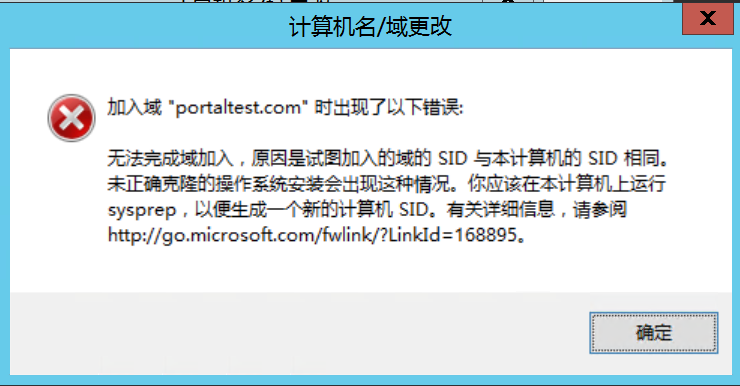 计算机名/域更改
加入域 "portaltest.com" 时出现了以下错误:
无法完成域加入，原因是试图加入的域的 SID 与本计算机的 SID 相同。
未正确克隆的操作系统安装会出现这种情况。你应该在本计算机上运行
sysprep，以便生成一个新的计算机 SID。有关详细信息，请参阅
http://go.microsoft.com/fwlink/?LinkId=168895。
确定